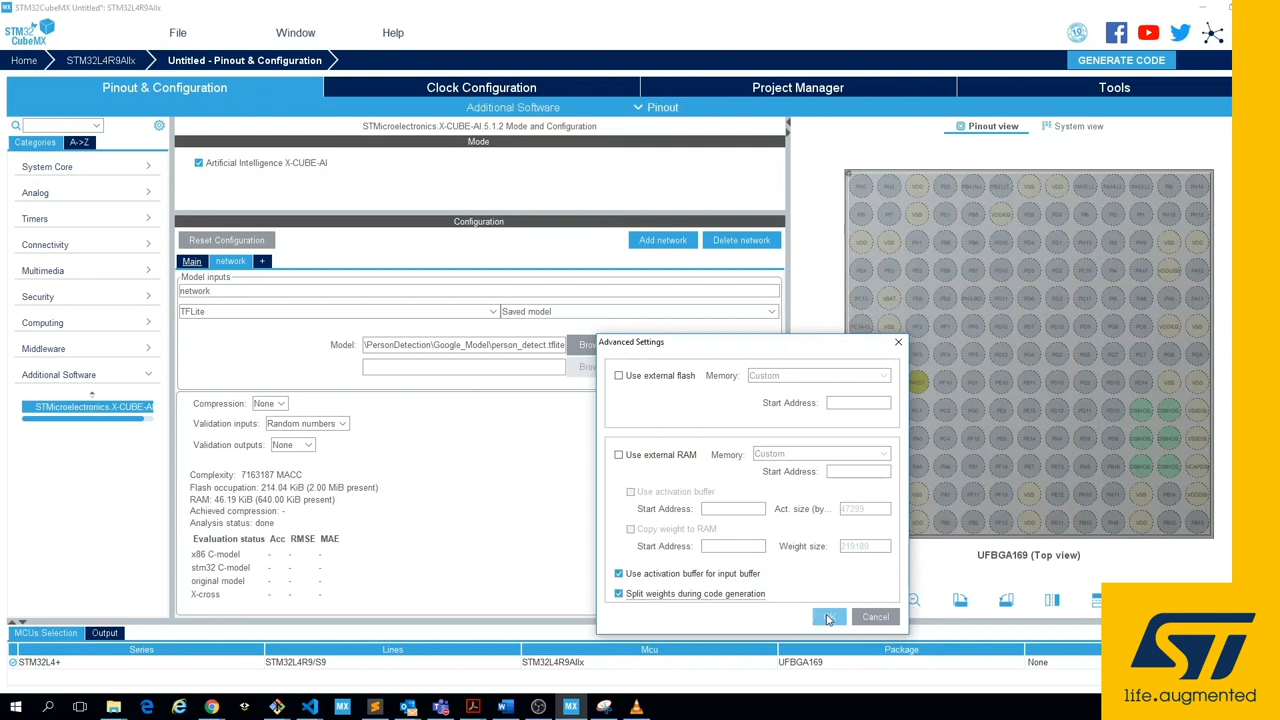 STM32CubeMX Untitled*: STM32L4R9AIIx
STM32
CubeMX
File Window Help
Home STM32L4R9AIIx Untitled - Pinout & Configuration GENERATE CODE
Pinout & Configuration Clock Configuration Project Manager Tools
Additional Software Pinout
Categories A->Z
System Core
Analog
Timers
Connectivity
Multimedia
Security
Computing
Middleware
Additional Software
STMicroelectronics.X-CUBE-AI
STMicroelectronics.X-CUBE-AI.5.1.2 Mode and Configuration
Mode
Artificial Intelligence X-CUBE-AI
Configuration
Reset Configuration Add network Delete network
Main network +
Model inputs
network
TFLite Saved model
Model: \PersonDetection\Google_Model\person_detect.tflite Brow
Brow
Compression: None
Validation inputs: Random numbers
Validation outputs: None
Complexity: 7163187 MACC
Flash occupation: 214.04 KiB (2.00 MiB present)
RAM: 46.19 KiB (640.00 KiB present)
Achieved compression: -
Analysis status: done
Evaluation status Acc RMSE MAE
x86 C-model - - -
stm32 C-model - - -
original model - - -
X-cross - - -
Advanced Settings
Use external flash Memory: Custom
Start Address:
Use external RAM Memory: Custom
Start Address:
Use activation buffer
Start Address: Act. size (by... 47299
Copy weight to RAM
Start Address: Weight size: 219180
Use activation buffer for input buffer
Split weights during code generation
Cancel
Pinout view System view
UFBGA169 (Top view)
MCUs Selection Output
Series Lines Mcu Package
STM32L4+ STM32L4R9/S9 STM32L4R9AIIx UFBGA169 None
ST
life.augmented